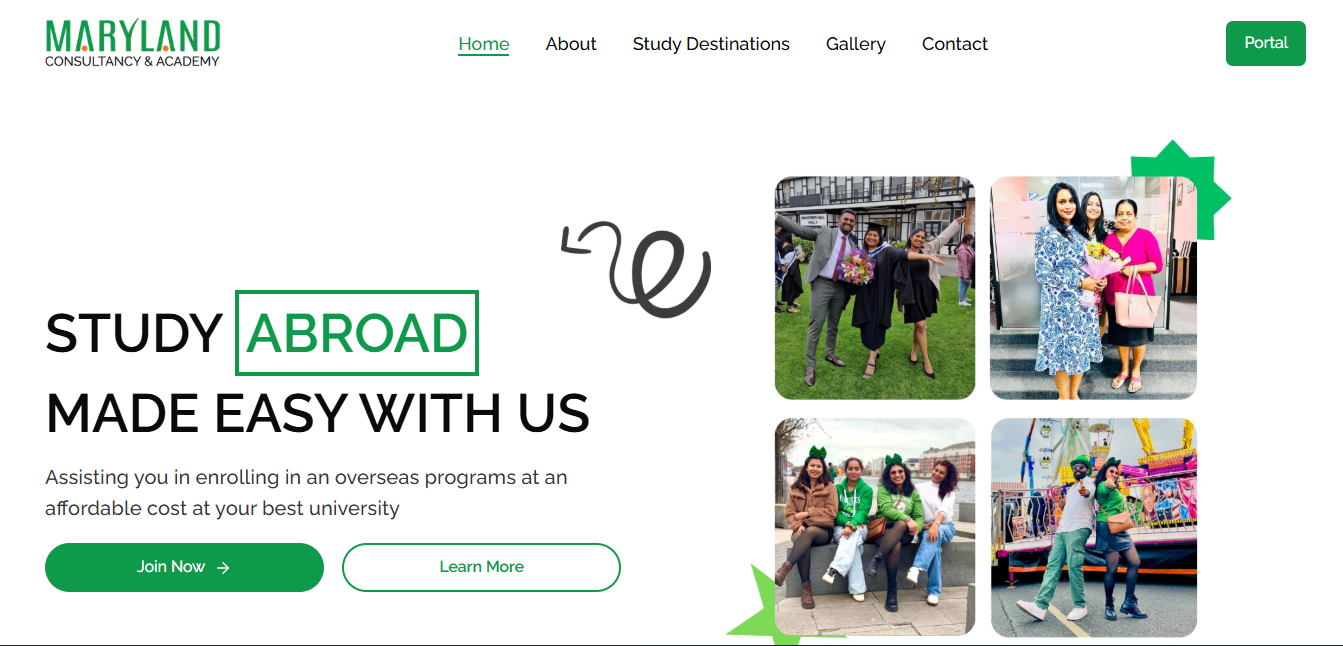 MARYLAND
CONSULTANCY & ACADEMY
Home
About
Study Destinations
Gallery
Contact
Portal
STUDY ABROAD
MADE EASY WITH US
Assisting you in enrolling in an overseas programs at an
affordable cost at your best university
Join Now →
Learn More